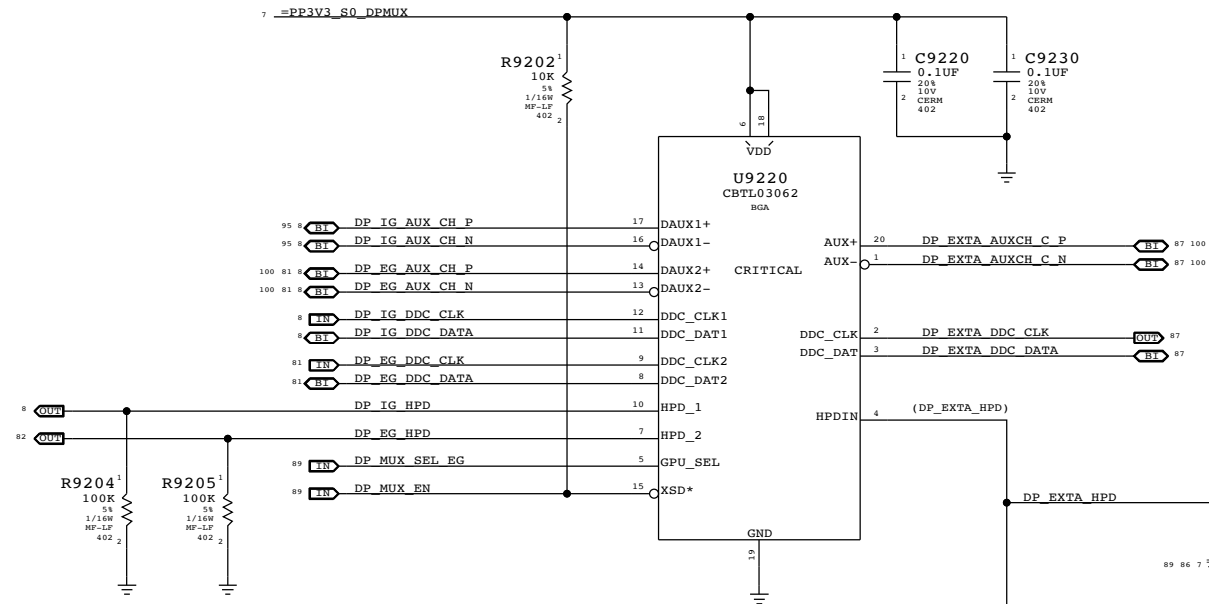 7 =PP3V3_S0_DPMUX
R9202 1
10K
5%
1/16W
MF-LF
402
2
1 C9220
0.1UF
20%
2 10V
CERM
402
1 C9230
0.1UF
20%
2 10V
CERM
402
6 18
VDD
U9220
CBTL03062
BGA
CRITICAL
95 8 BI DP_IG_AUX_CH_P 17 DAUX1+
95 8 BI DP_IG_AUX_CH_N 16 DAUX1-
100 81 8 BI DP_EG_AUX_CH_P 14 DAUX2+
100 81 8 BI DP_EG_AUX_CH_N 13 DAUX2-
8 IN DP_IG_DDC_CLK 12 DDC_CLK1
8 BI DP_IG_DDC_DATA 11 DDC_DAT1
81 IN DP_EG_DDC_CLK 9 DDC_CLK2
81 BI DP_EG_DDC_DATA 8 DDC_DAT2
8 OUT DP_IG_HPD 10 HPD_1
82 OUT DP_EG_HPD 7 HPD_2
89 IN DP_MUX_SEL_EG 5 GPU_SEL
89 IN DP_MUX_EN 15 XSD*
AUX+ 20 DP_EXTA_AUXCH_C_P BI 87 100
AUX- 1 DP_EXTA_AUXCH_C_N BI 87 100
DDC_CLK 2 DP_EXTA_DDC_CLK OUT 87
DDC_DAT 3 DP_EXTA_DDC_DATA BI 87
HPDIN 4 (DP_EXTA_HPD)
DP_EXTA_HPD
GND
19
R9204 1
100K
5%
1/16W
MF-LF
402 2
R9205 1
100K
5%
1/16W
MF-LF
402 2
89 86 7